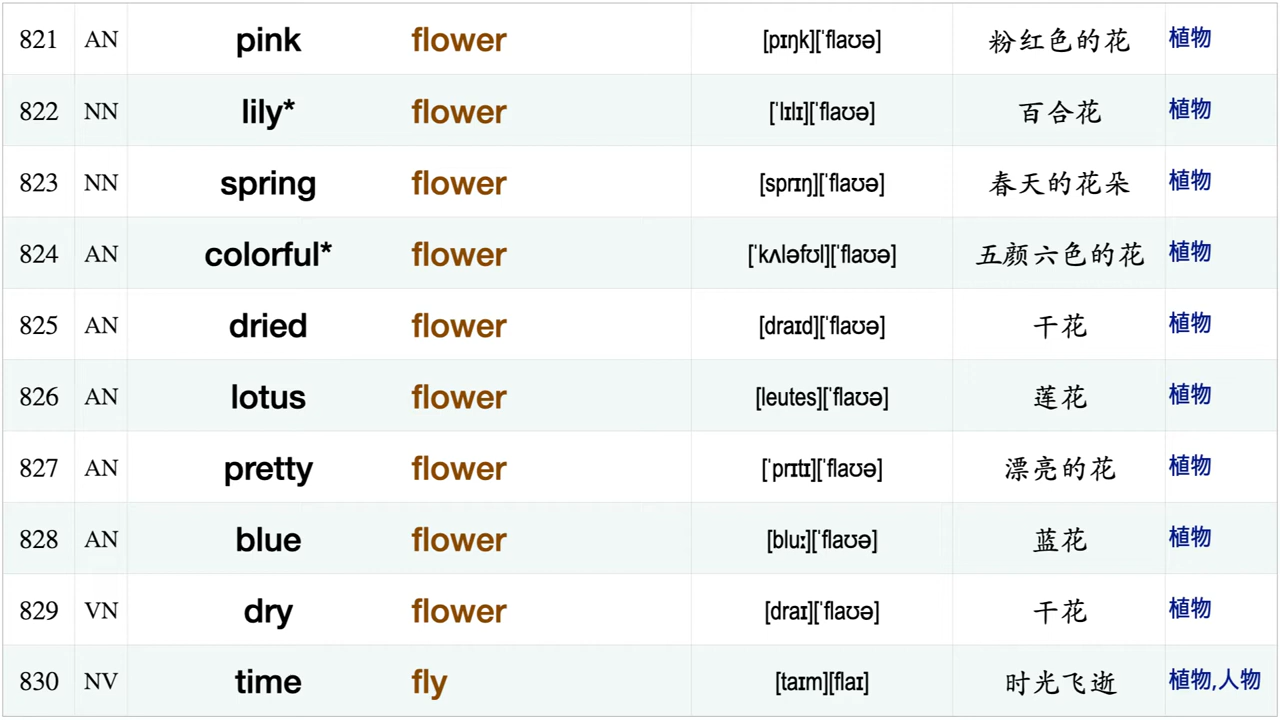 821 AN pink flower [pɪŋk][ˈflaʊə] 粉红色的花 植物
822 NN lily* flower [ˈlɪlɪ][ˈflaʊə] 百合花 植物
823 NN spring flower [sprɪŋ][ˈflaʊə] 春天的花朵 植物
824 AN colorful* flower [ˈkʌləfʊl][ˈflaʊə] 五颜六色的花 植物
825 AN dried flower [draɪd][ˈflaʊə] 干花 植物
826 AN lotus flower [leutes][ˈflaʊə] 莲花 植物
827 AN pretty flower [ˈprɪtɪ][ˈflaʊə] 漂亮的花 植物
828 AN blue flower [bluː][ˈflaʊə] 蓝花 植物
829 VN dry flower [draɪ][ˈflaʊə] 干花 植物
830 NV time fly [taɪm][flaɪ] 时光飞逝 植物,人物